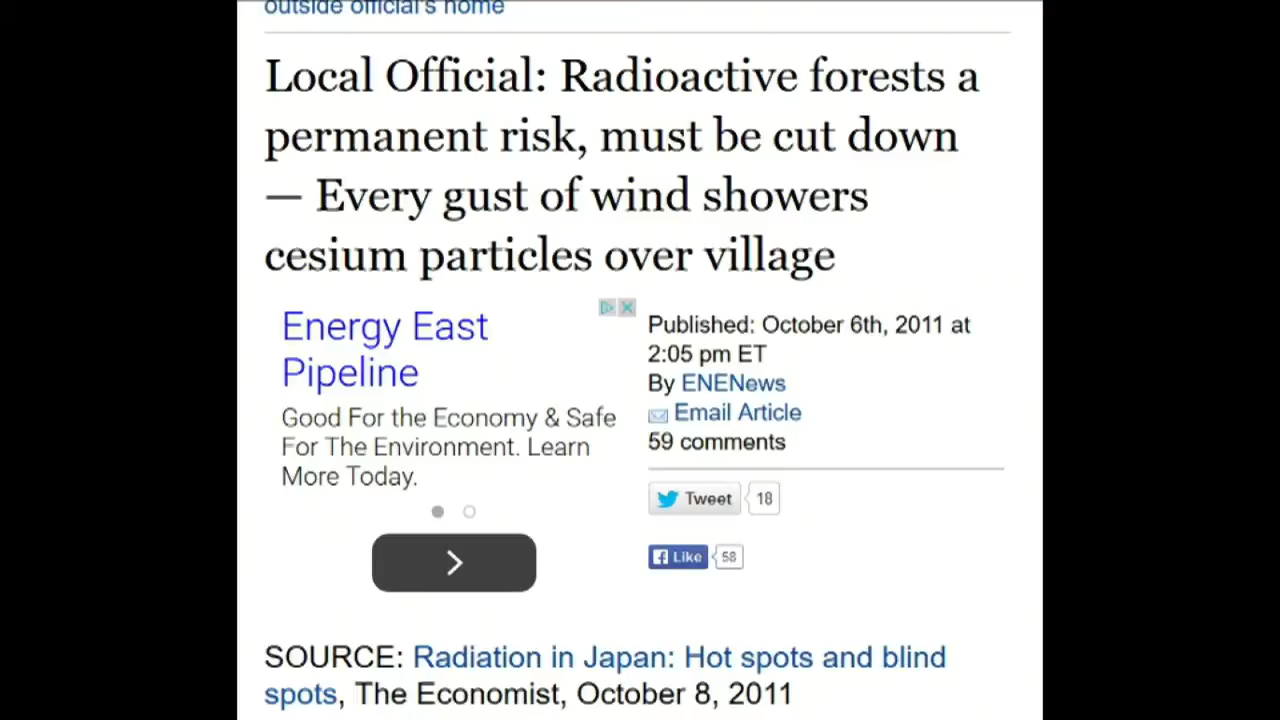 outside official's home
Local Official: Radioactive forests a
permanent risk, must be cut down
— Every gust of wind showers
cesium particles over village
Energy East
Pipeline
Good For the Economy & Safe
For The Environment. Learn
More Today.
Published: October 6th, 2011 at
2:05 pm ET
By ENENews
Email Article
59 comments
Tweet 18
Like 58
SOURCE: Radiation in Japan: Hot spots and blind
spots, The Economist, October 8, 2011